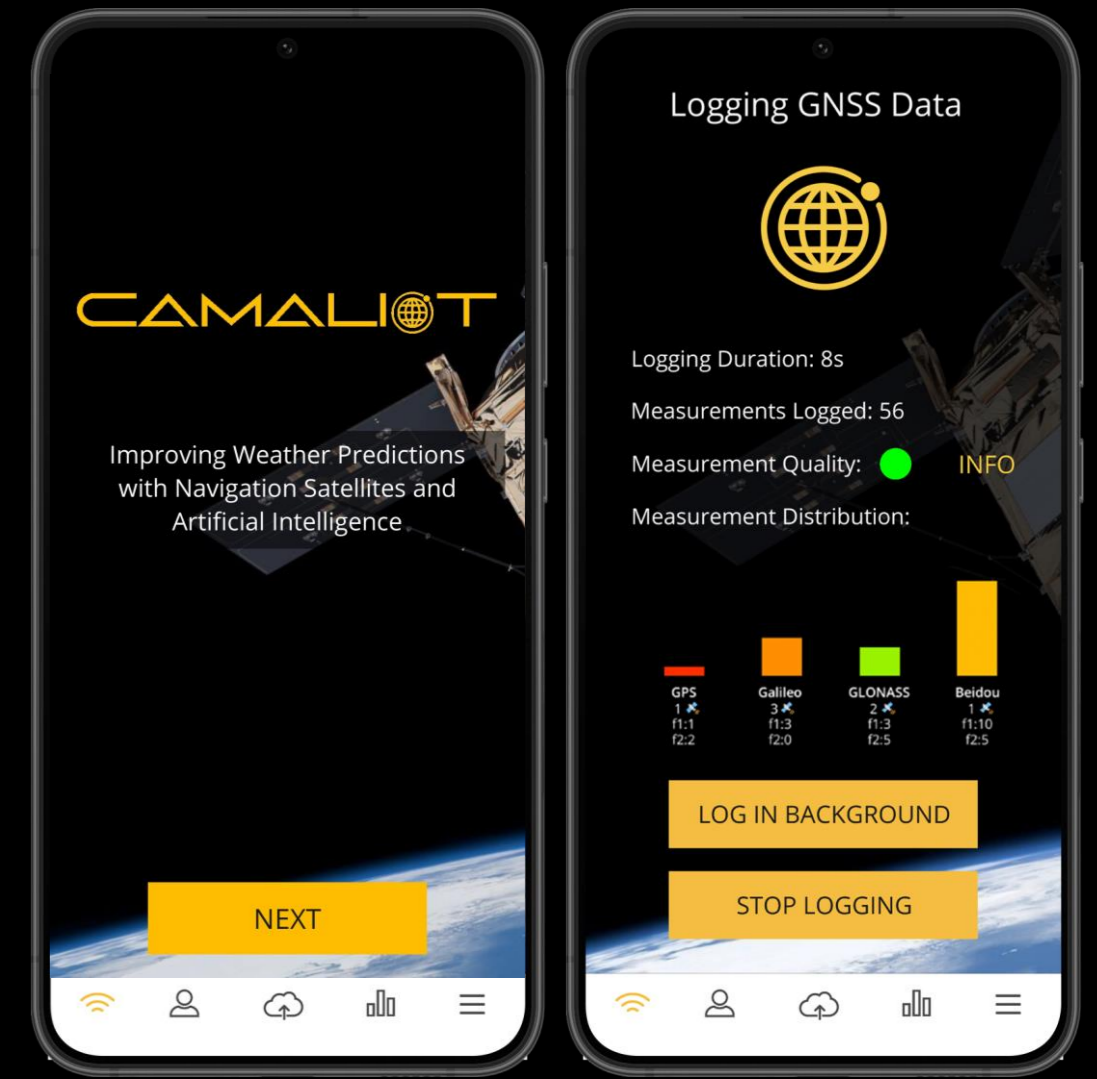 CAMALIOT
Improving Weather Predictions
with Navigation Satellites and
Artificial Intelligence
NEXT
Logging GNSS Data
Logging Duration: 8s
Measurements Logged: 56
Measurement Quality: INFO
Measurement Distribution:
GPS Galileo GLONASS Beidou
1 3 2 1
f1:1 f1:3 f1:3 f1:10
f2:2 f2:0 f2:5 f2:5
LOG IN BACKGROUND
STOP LOGGING